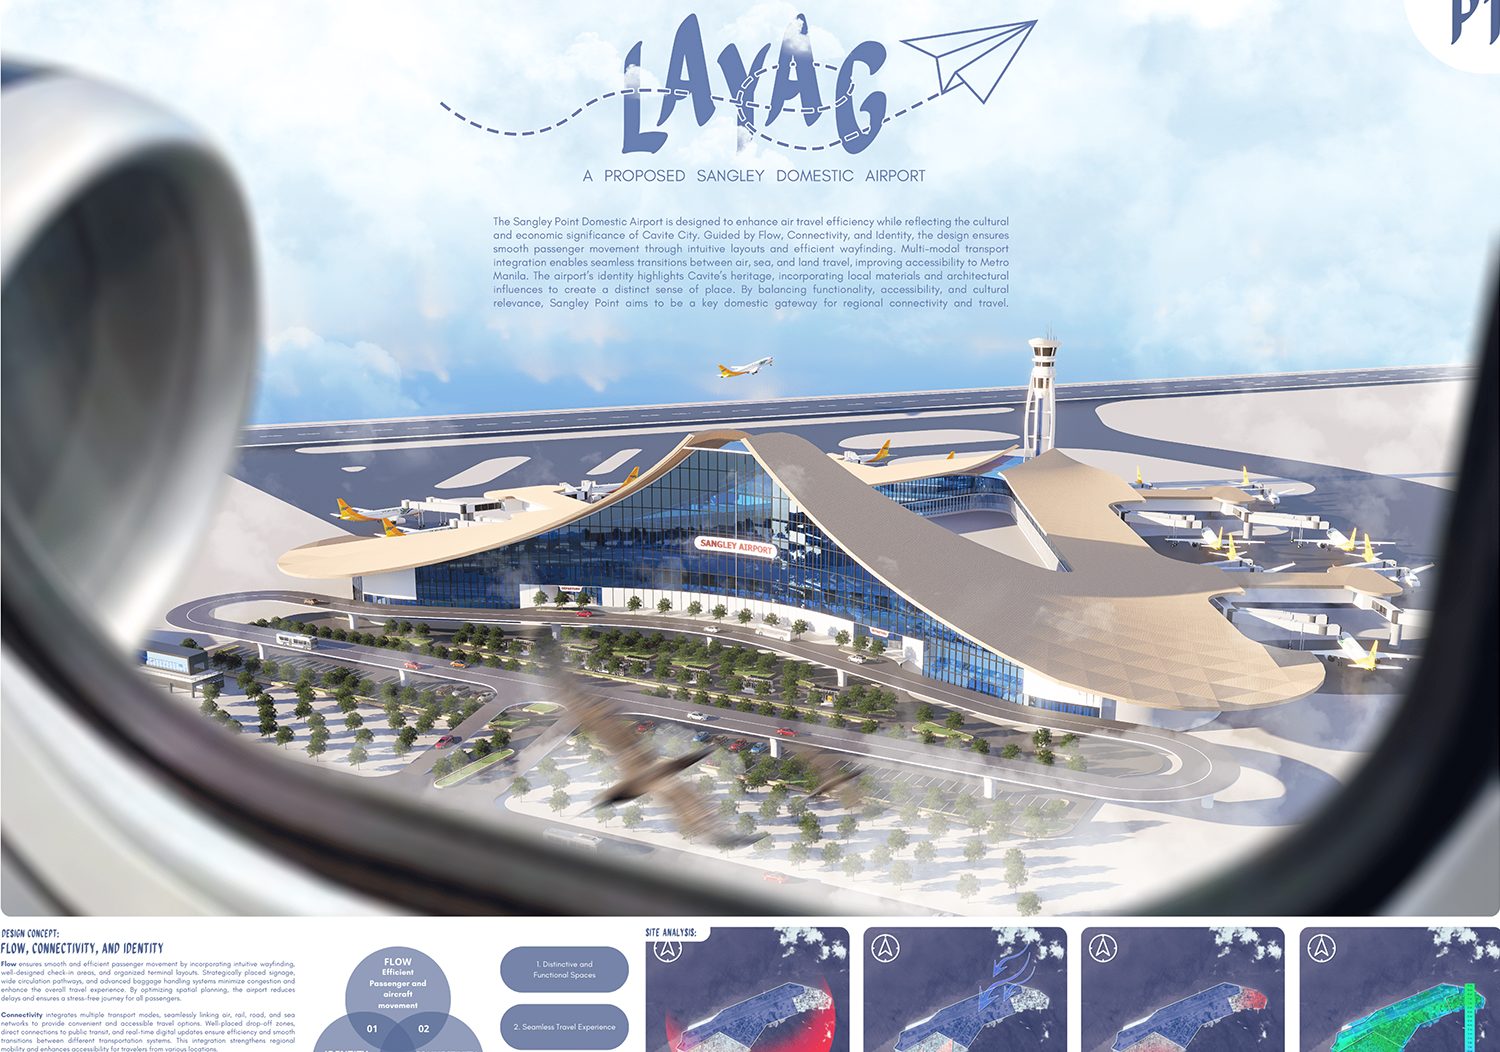 P1
LAYAG
A PROPOSED SANGLEY DOMESTIC AIRPORT
The Sangley Point Domestic Airport is designed to enhance air travel efficiency while reflecting the cultural
and economic significance of Cavite City. Guided by Flow, Connectivity, and Identity, the design ensures
smooth passenger movement through intuitive layouts and efficient wayfinding. Multi-modal transport
integration enables seamless transitions between air, sea, and land travel, improving accessibility to Metro
Manila. The airport's identity highlights Cavite's heritage, incorporating local materials and architectural
influences to create a distinct sense of place. By balancing functionality, accessibility, and cultural
relevance, Sangley Point aims to be a key domestic gateway for regional connectivity and travel.
SANGLEY AIRPORT
DESIGN CONCEPT:
FLOW, CONNECTIVITY, AND IDENTITY
Flow ensures smooth and efficient passenger movement by incorporating intuitive wayfinding,
well-designed check-in areas, and organized terminal layouts. Strategically placed signage,
wide circulation pathways, and advanced baggage handling systems minimize congestion and
enhance the overall travel experience. By optimizing spatial planning, the airport reduces
delays and ensures a stress-free journey for all passengers.
Connectivity integrates multiple transport modes, seamlessly linking air, rail, road, and sea
networks to provide convenient and accessible travel options. Well-placed drop-off zones,
direct connections to public transit, and real-time digital updates ensure efficiency and smooth
transitions between different transportation systems. This integration strengthens regional
mobility and enhances accessibility for travelers from various locations.
FLOW
Efficient
Passenger and
aircraft
movement
01
02
1. Distinctive and
Functional Spaces
2. Seamless Travel Experience
SITE ANALYSIS: